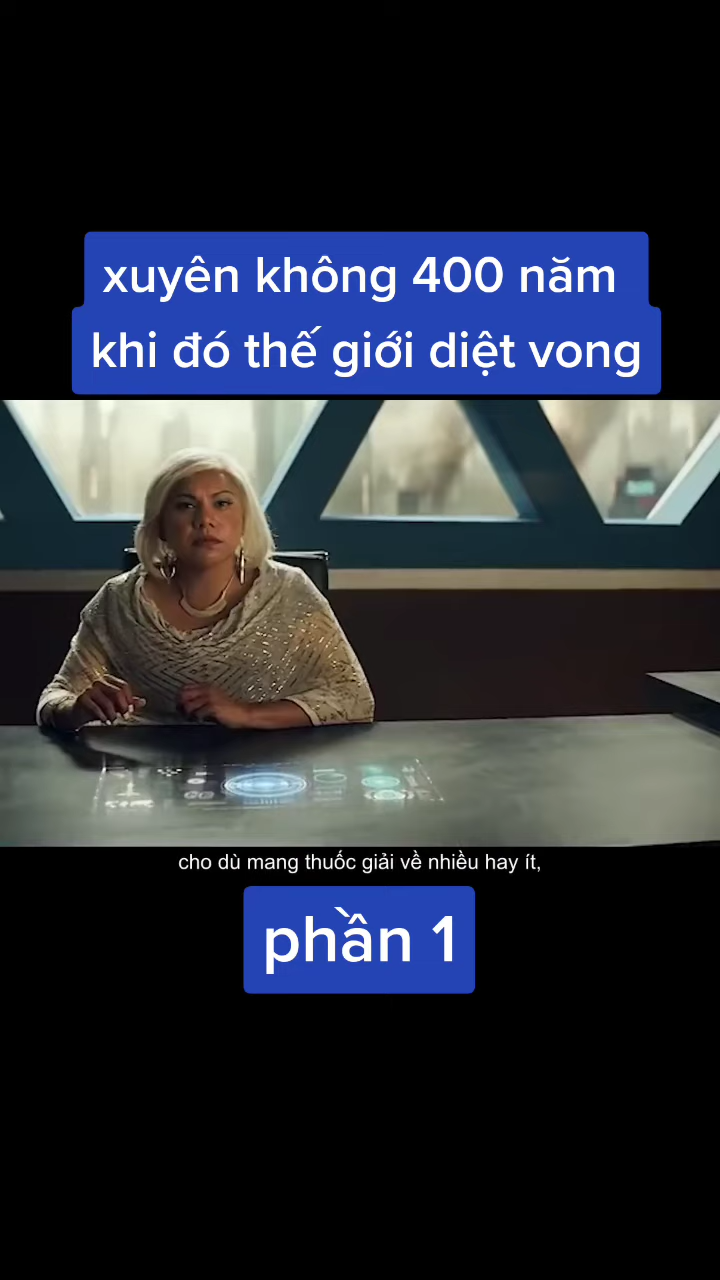 xuyên không 400 năm
khi đó thế giới diệt vong
cho dù mang thuốc giải về nhiều hay ít,
phần 1